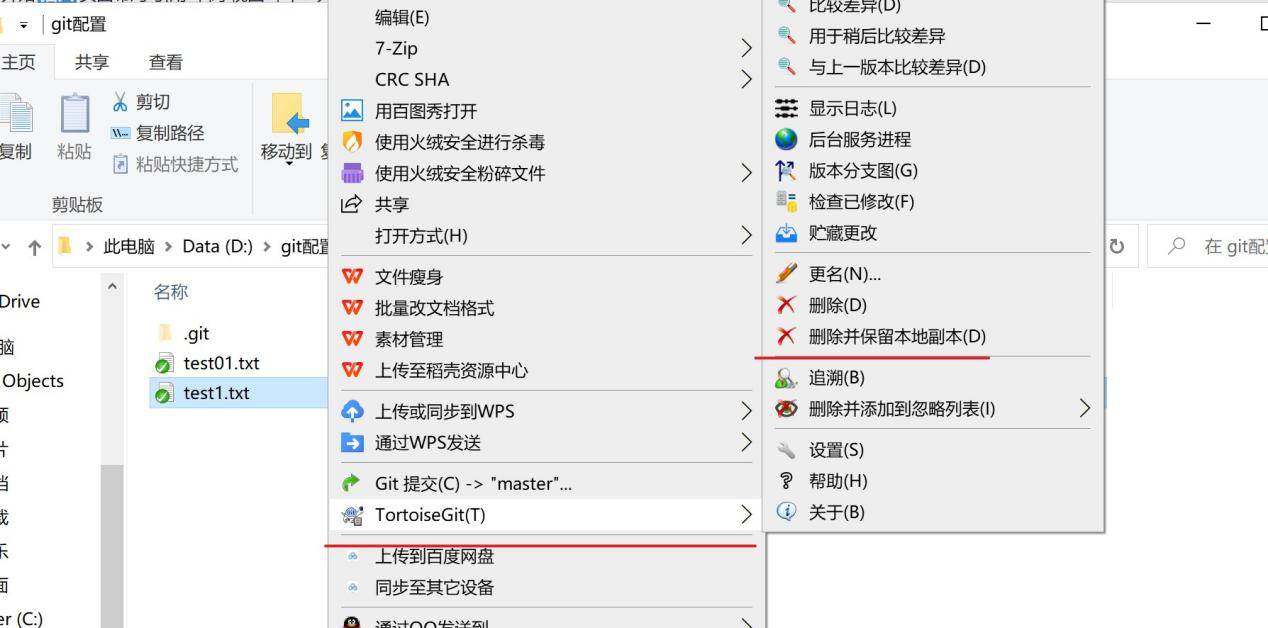 git配置
主页 共享 查看
剪切
复制路径
粘贴快捷方式
复制 粘贴
移动到
剪贴板
此电脑 Data (D:) git配置
在 git配
Drive
脑
Objects
er (C:)
名称
.git
test01.txt
test1.txt
编辑(E)
7-Zip
CRC SHA
用百图秀打开
使用火绒安全进行杀毒
使用火绒安全粉碎文件
共享
打开方式(H)
文件瘦身
批量改文档格式
素材管理
上传至稻壳资源中心
上传或同步到WPS
通过WPS发送
Git 提交(C) -> "master"...
TortoiseGit(T)
上传到百度网盘
同步至其它设备
通过QQ发送到
比较差异(D)
用于稍后比较差异
与上一版本比较差异(D)
显示日志(L)
后台服务进程
版本分支图(G)
检查已修改(F)
贮藏更改
更名(N)...
删除(D)
删除并保留本地副本(D)
追溯(B)
删除并添加到忽略列表(I)
设置(S)
帮助(H)
关于(B)